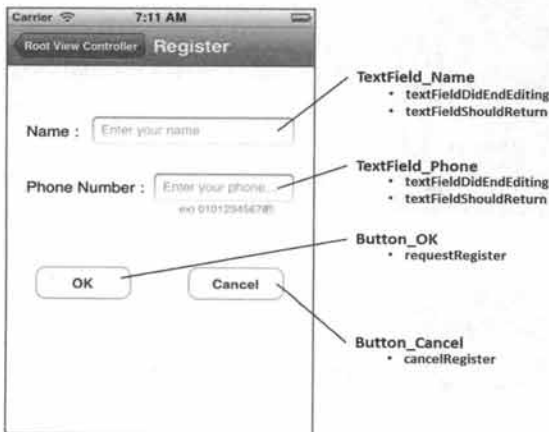 Carrier 7:11 AM
Root View Controller Register
Name : Enter your name
Phone Number : Enter your phone...
OK Cancel
TextField_Name
• textFieldDidEndEditing
• textFieldShouldReturn
TextField_Phone
• textFieldDidEndEditing
• textFieldShouldReturn
Button_OK
• requestRegister
Button_Cancel
• cancelRegister